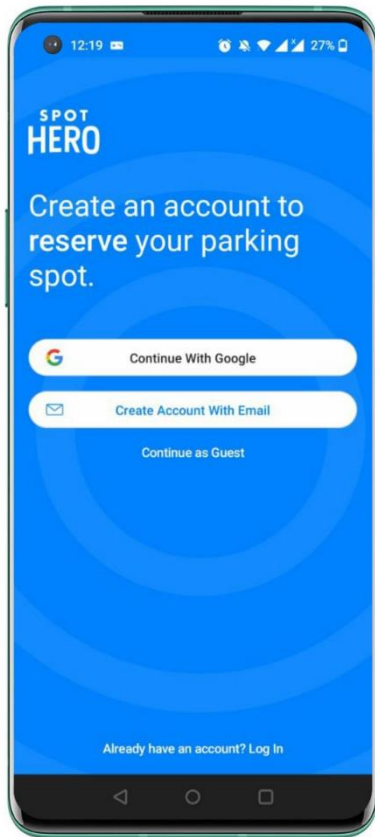 12:19
27%
SPOT
HERO
Create an account to
reserve your parking
spot.
Continue With Google
Create Account With Email
Continue as Guest
Already have an account? Log In